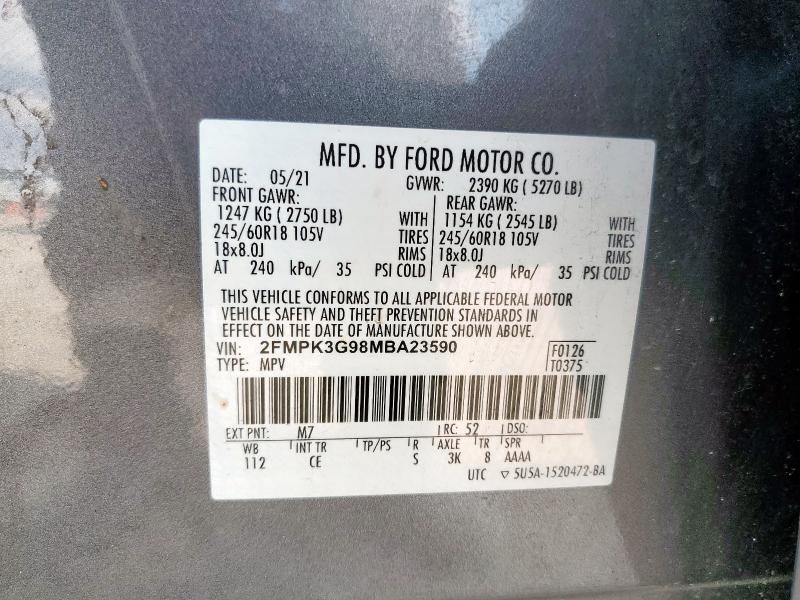 MFD. BY FORD MOTOR CO.
DATE: 05/21 GVWR: 2390 KG ( 5270 LB)
FRONT GAWR: REAR GAWR:
1247 KG ( 2750 LB) WITH 1154 KG ( 2545 LB) WITH
245/60R18 105V TIRES 245/60R18 105V TIRES
18x8.0J RIMS 18x8.0J RIMS
AT 240 kPa/ 35 PSI COLD AT 240 kPa/ 35 PSI COLD
THIS VEHICLE CONFORMS TO ALL APPLICABLE FEDERAL MOTOR
VEHICLE SAFETY AND THEFT PREVENTION STANDARDS IN
EFFECT ON THE DATE OF MANUFACTURE SHOWN ABOVE.
VIN: 2FMPK3G98MBA23590 F0126
TYPE: MPV T0375
EXT PNT: M7 RC: 52 DSO:
WB INT TR TP/PS R AXLE TR SPR
112 CE S 3K 8 AAAA
UTC ▽ 5U5A-1520472-BA